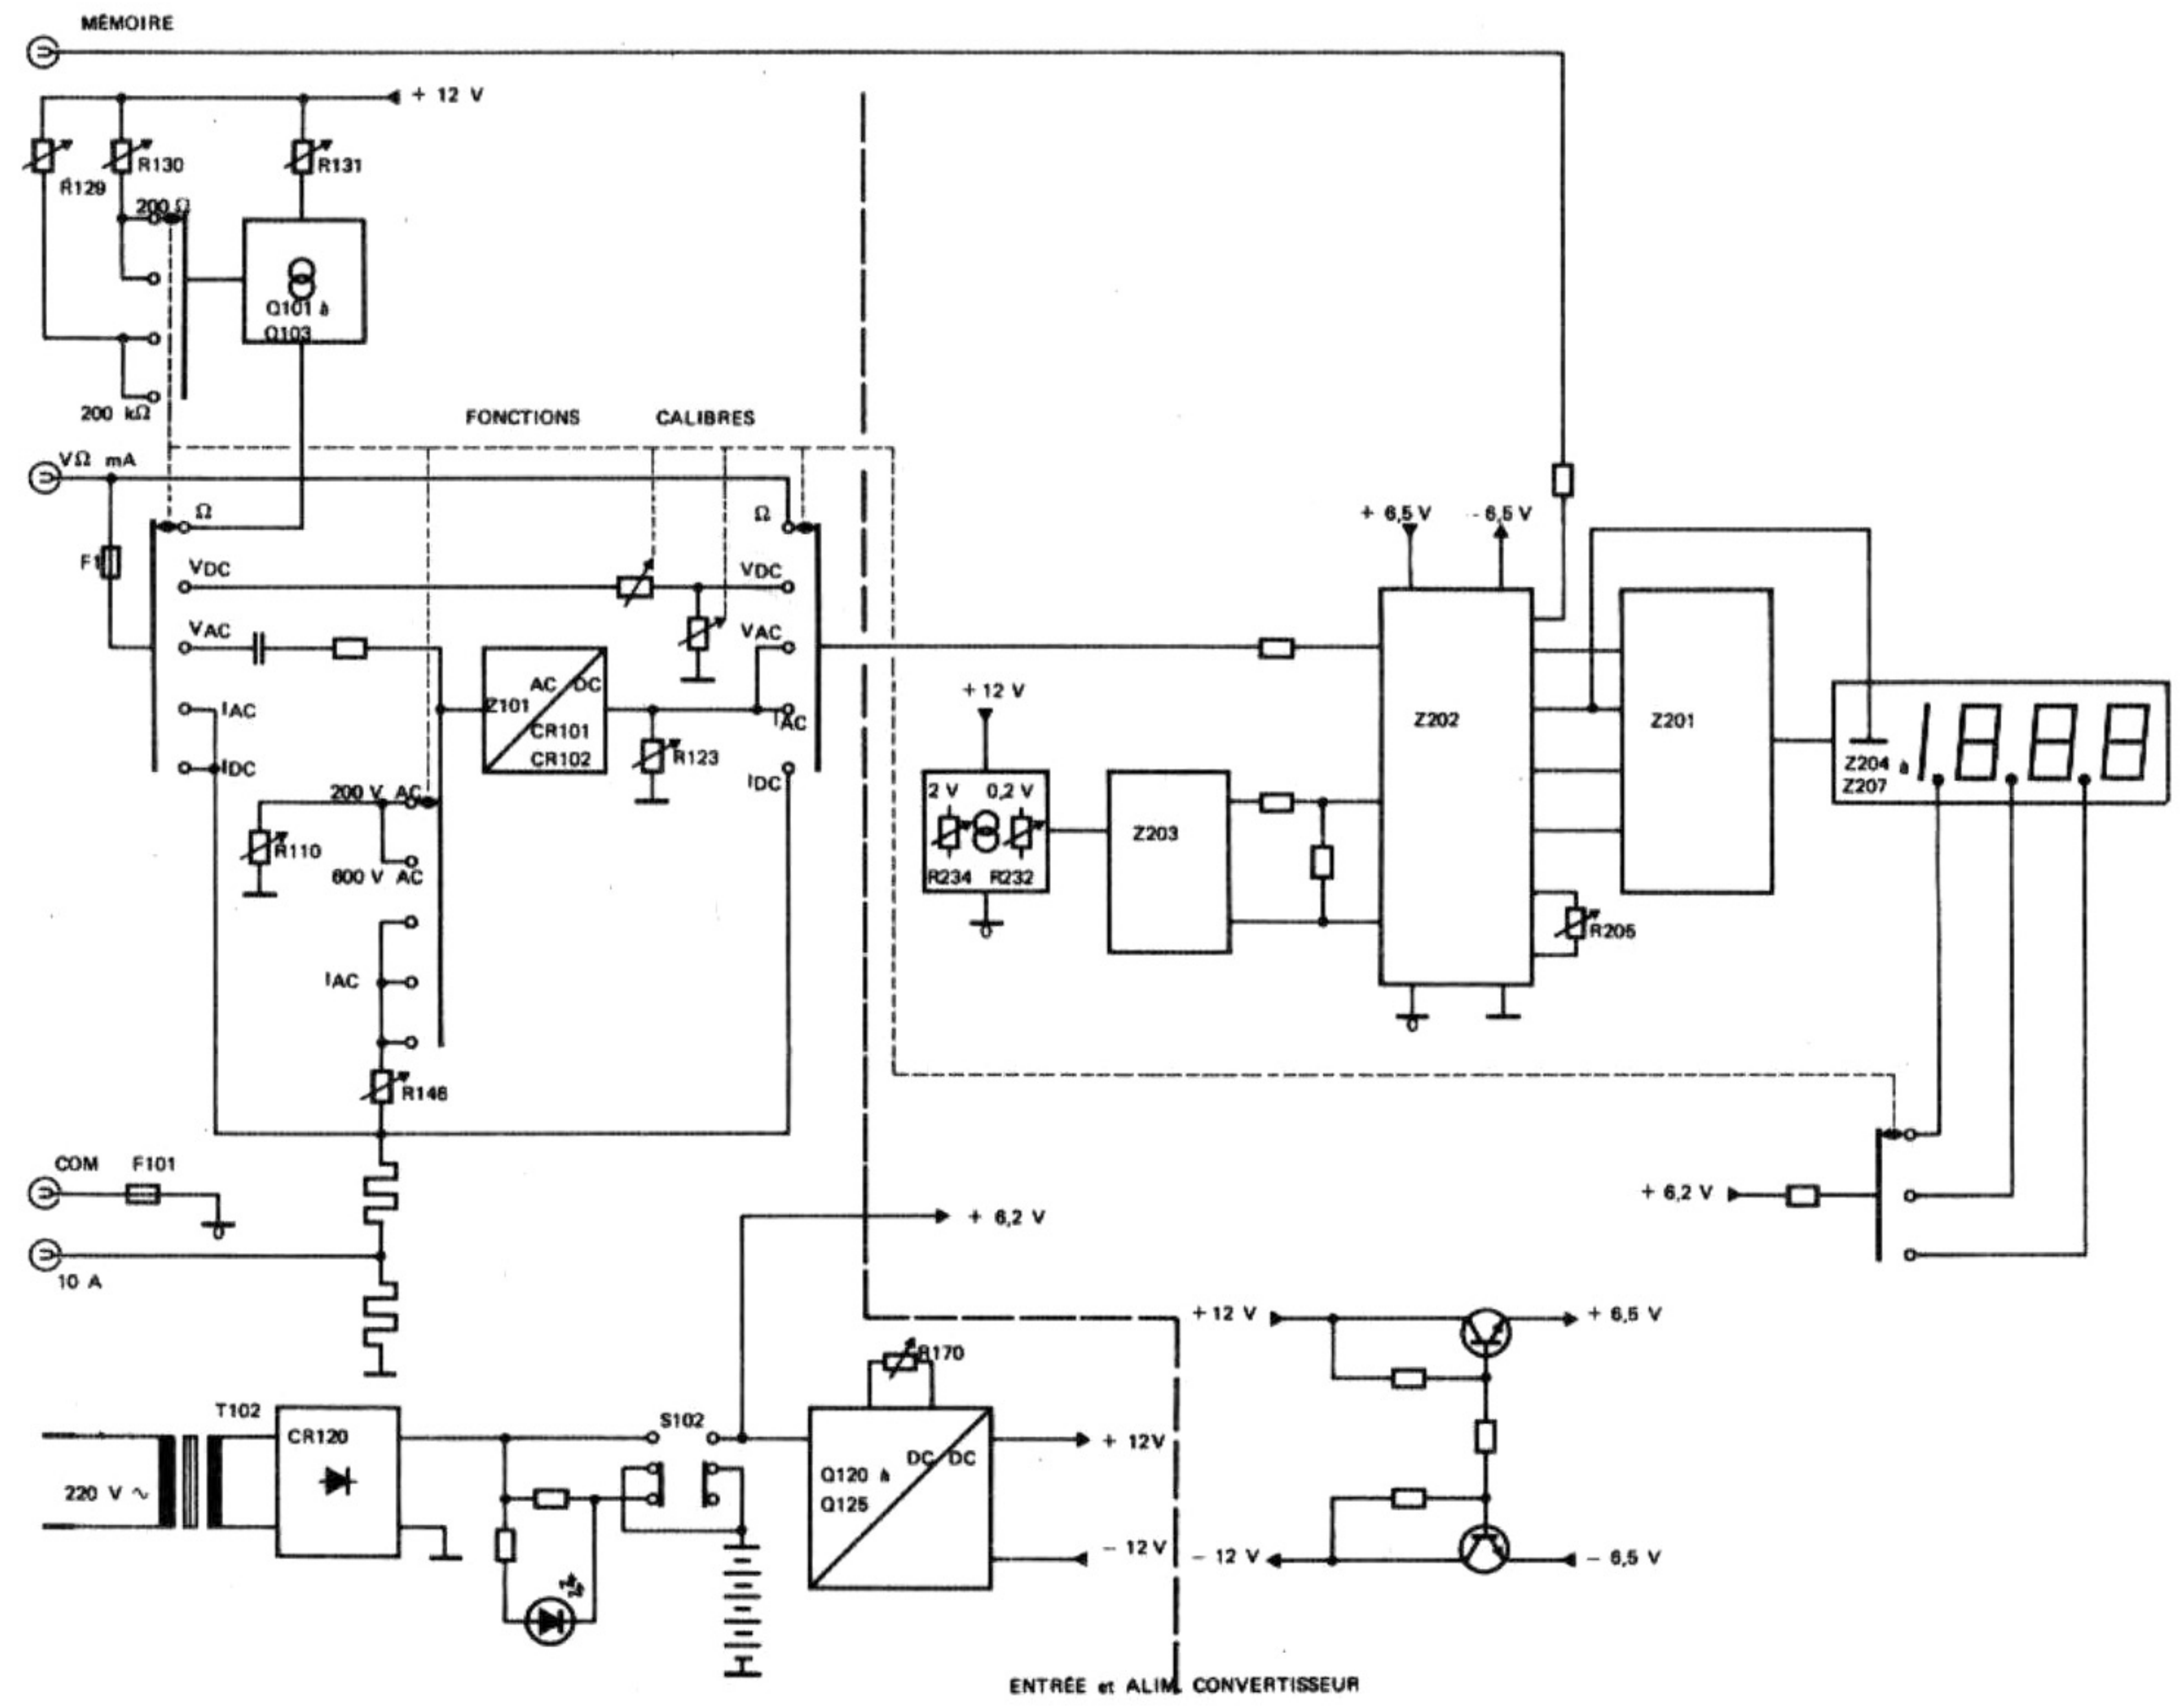 MÉMOIRE
+ 12 V
R129
R130
R131
200 Ω
Q101 à
Q103
200 kΩ
FONCTIONS
CALIBRES
VΩ mA
F1
Ω
VDC
VAC
IAC
IDC
Ω
VDC
VAC
IAC
IDC
Z101
AC DC
CR101
CR102
R123
200 V AC
R110
600 V AC
IAC
R146
+ 6,5 V
- 6,5 V
Z202
Z201
Z204 à
Z207
1888
+ 12 V
2 V 0,2 V
R234 R232
Z203
R205
0
0
COM
F101
0
10 A
+ 6,2 V
+ 6,2 V
R170
T102
CR120
220 V ~
S102
Q120 à
Q125
DC DC
+ 12V
- 12 V
+ 12 V
+ 6,5 V
- 12 V
- 6,5 V
ENTRÉE et ALIM. CONVERTISSEUR